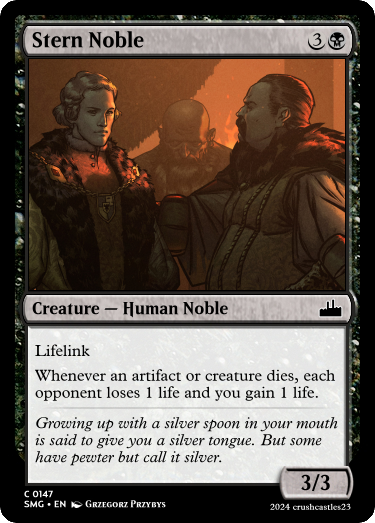 Stern Noble 3
Creature — Human Noble
Lifelink
Whenever an artifact or creature dies, each
opponent loses 1 life and you gain 1 life.
Growing up with a silver spoon in your mouth
is said to give you a silver tongue. But some
have pewter but call it silver.
3/3
C 0147
SMG • EN Grzegorz Przybys
2024 crushcastles23